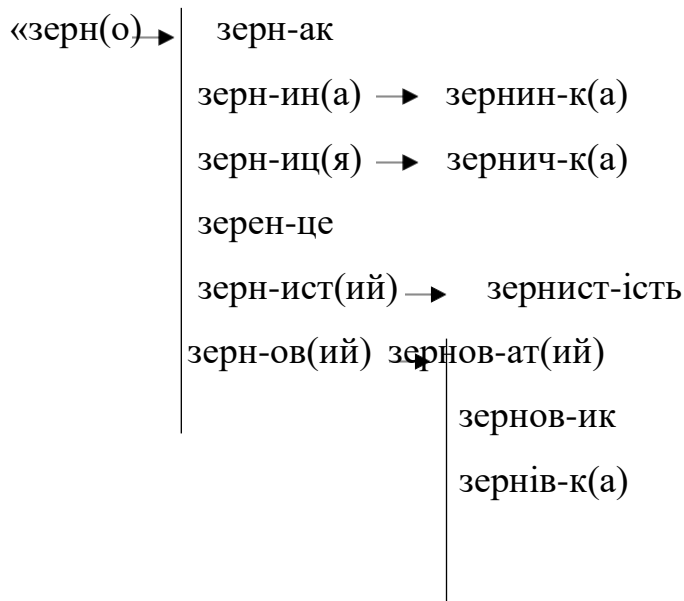 «зерн(о) → зерн-ак
зерн-ин(а) → зернин-к(а)
зерн-иц(я) → зернич-к(а)
зерен-це
зерн-ист(ий) → зернист-ість
зерн-ов(ий) → зернов-ат(ий)
зернов-ик
зернів-к(а)